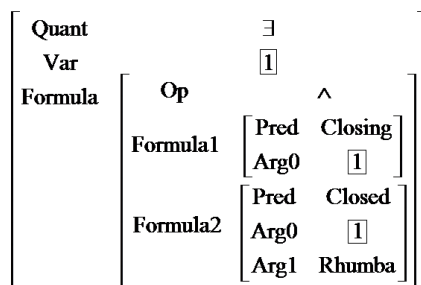 Quant ∃
Var 1
Formula Op ∧
Formula1 Pred Closing
Arg0 1
Formula2 Pred Closed
Arg0 1
Arg1 Rhumba